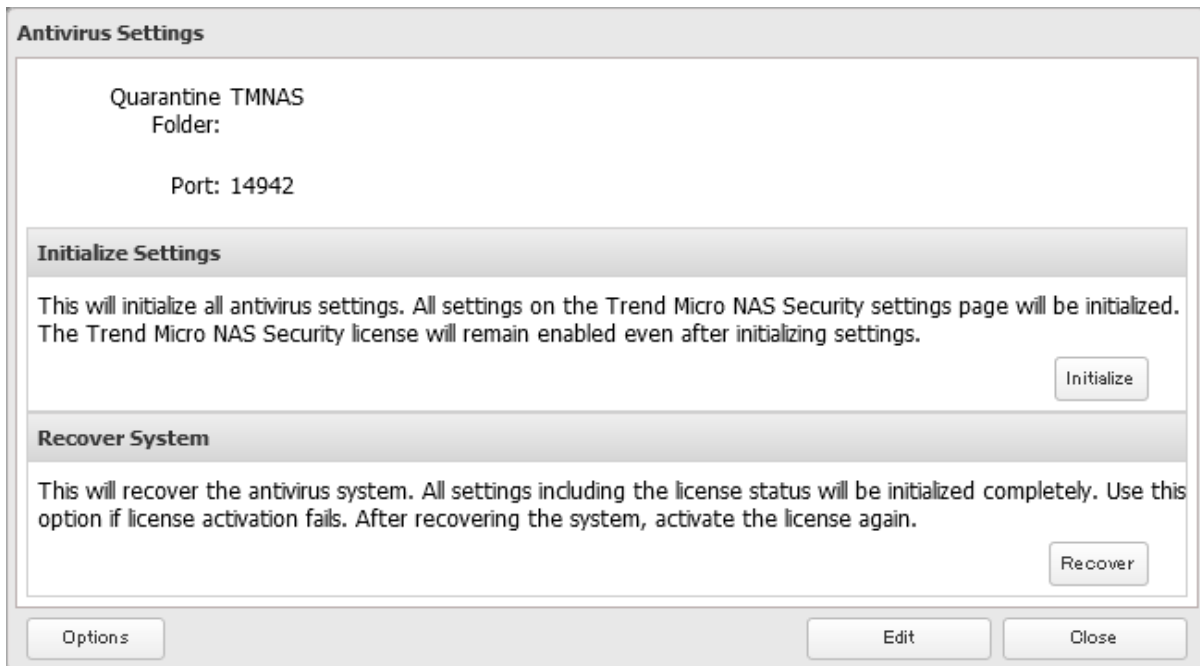 Antivirus Settings
Quarantine TMNAS
Folder:
Port: 14942
Initialize Settings
This will initialize all antivirus settings. All settings on the Trend Micro NAS Security settings page will be initialized.
The Trend Micro NAS Security license will remain enabled even after initializing settings.
Initialize
Recover System
This will recover the antivirus system. All settings including the license status will be initialized completely. Use this
option if license activation fails. After recovering the system, activate the license again.
Recover
Options
Edit
Close